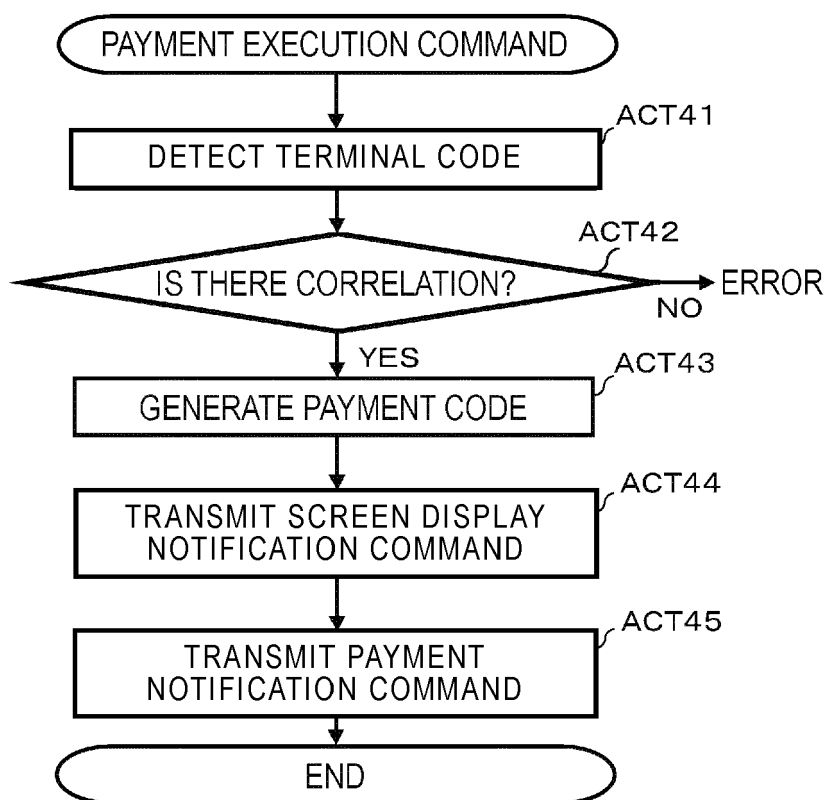 PAYMENT EXECUTION COMMAND
ACT41
DETECT TERMINAL CODE
ACT42
IS THERE CORRELATION?
ERROR
NO
YES
ACT43
GENERATE PAYMENT CODE
ACT44
TRANSMIT SCREEN DISPLAY
NOTIFICATION COMMAND
ACT45
TRANSMIT PAYMENT
NOTIFICATION COMMAND
END